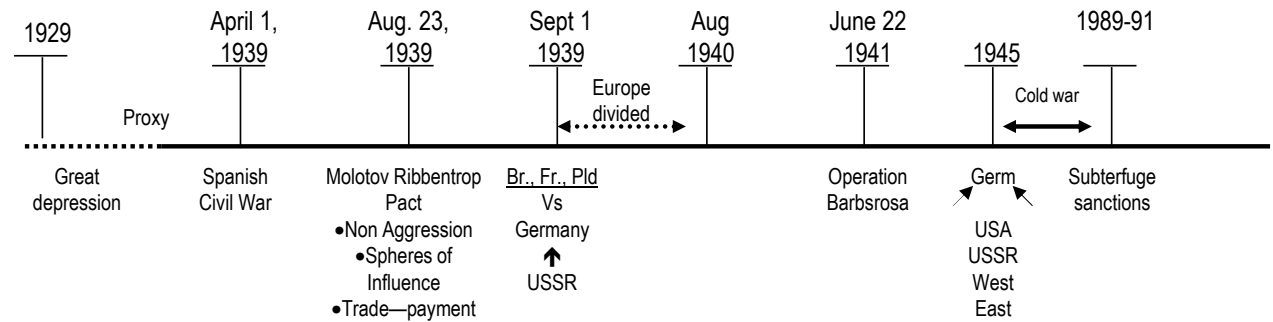 1929
April 1,
1939
Aug. 23,
1939
Sept 1
1939
Aug
1940
June 22
1941
1945
1989-91
Proxy
Europe
divided
Cold war
Great
depression
Spanish
Civil War
Molotov Ribbentrop
Pact
•Non Aggression
•Spheres of
Influence
•Trade—payment
Br., Fr., Pld
Vs
Germany
USSR
Operation
Barbsrosa
Germ
USA
USSR
West
East
Subterfuge
sanctions